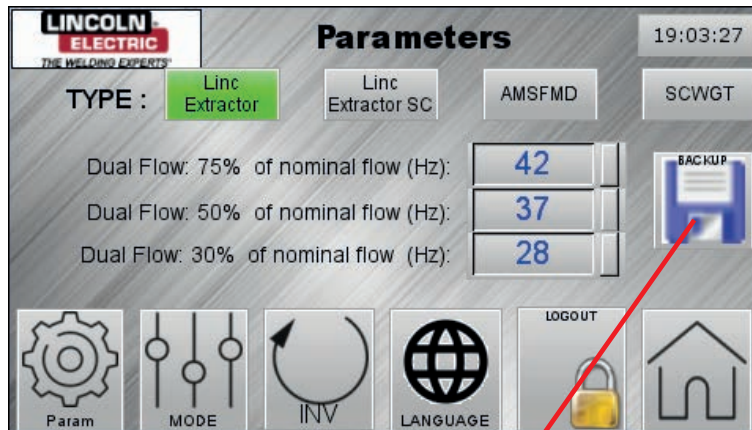 LINCOLN
ELECTRIC
THE WELDING EXPERTS®
Parameters
19:03:27
TYPE :
Linc
Extractor
Linc
Extractor SC
AMSFMD
SCWGT
Dual Flow: 75% of nominal flow (Hz):
42
BACKUP
Dual Flow: 50% of nominal flow (Hz):
37
Dual Flow: 30% of nominal flow (Hz):
28
Param
MODE
INV
LANGUAGE
LOGOUT